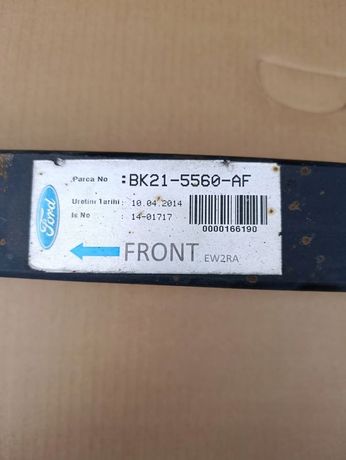 Parca No :BK21-5560-AF
Uretim Tarihi : 10.04.2014
Is No : 14-01717
0000166190
Ford
FRONT EW2RA